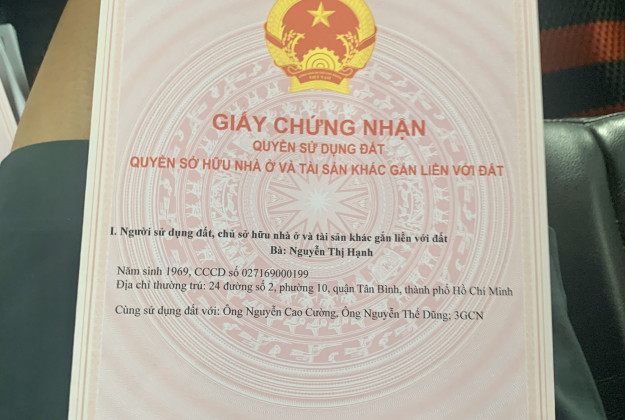 GIẤY CHỨNG NHẬN
QUYỀN SỬ DỤNG ĐẤT
QUYỀN SỞ HỮU NHÀ Ở VÀ TÀI SẢN KHÁC GẮN LIỀN VỚI ĐẤT
I. Người sử dụng đất, chủ sở hữu nhà ở và tài sản khác gắn liền với đất
Bà: Nguyễn Thị Hạnh
Năm sinh 1969, CCCD số 027169000199
Địa chỉ thường trú: 24 đường số 2, phường 10, quận Tân Bình, thành phố Hồ Chí Minh
Cùng sử dụng đất với: Ông Nguyễn Cao Cường, Ông Nguyễn Thế Dũng; 3GCN